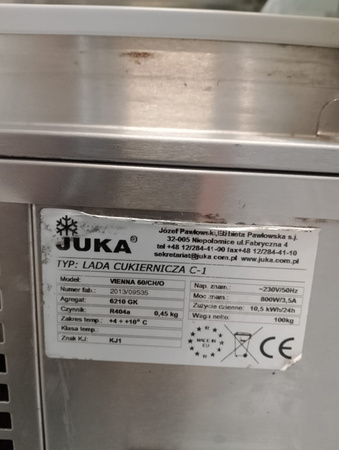 JUKA®
Józef Pawłowski, Elżbieta Pawłowska s.j.
32-005 Niepołomice ul.Fabryczna 4
tel +48 12/284-41-00 fax+48 12/284-41-10
sekretariat@juka.com.pl www.juka.com.pl
TYP: LADA CUKIERNICZA C-1
Model: VIENNA 60/CH/O
Numer fab.: 2013/09535
Agregat: 6210 GK
Czynnik: R404a 0,45 kg
Zakres temp.: +4 ÷ +10° C
Klasa temp.:
Znak KJ: KJ1
Nap. znam.: ~230V/50Hz
Moc znam.: 800W/3,5A
Zużycie dzienne: 10,5 kWh/24h
Waga netto: 100kg
MADE IN
EU
CE